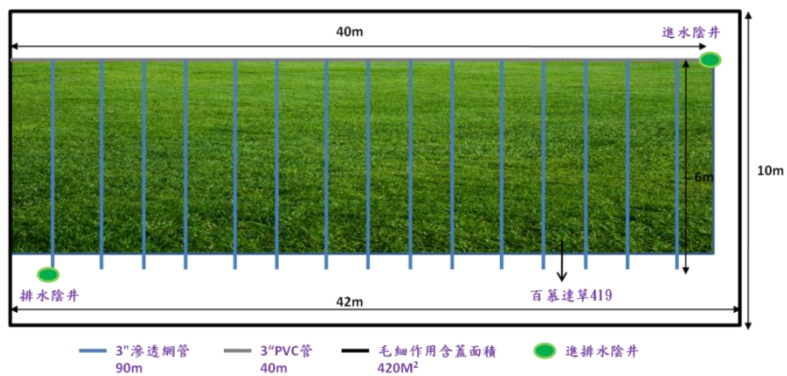 40m
進水陰井
6m
10m
排水陰井
42m
百慕達草419
3"滲透網管
90m
3“PVC管
40m
毛細作用含蓋面積
420M²
進排水陰井